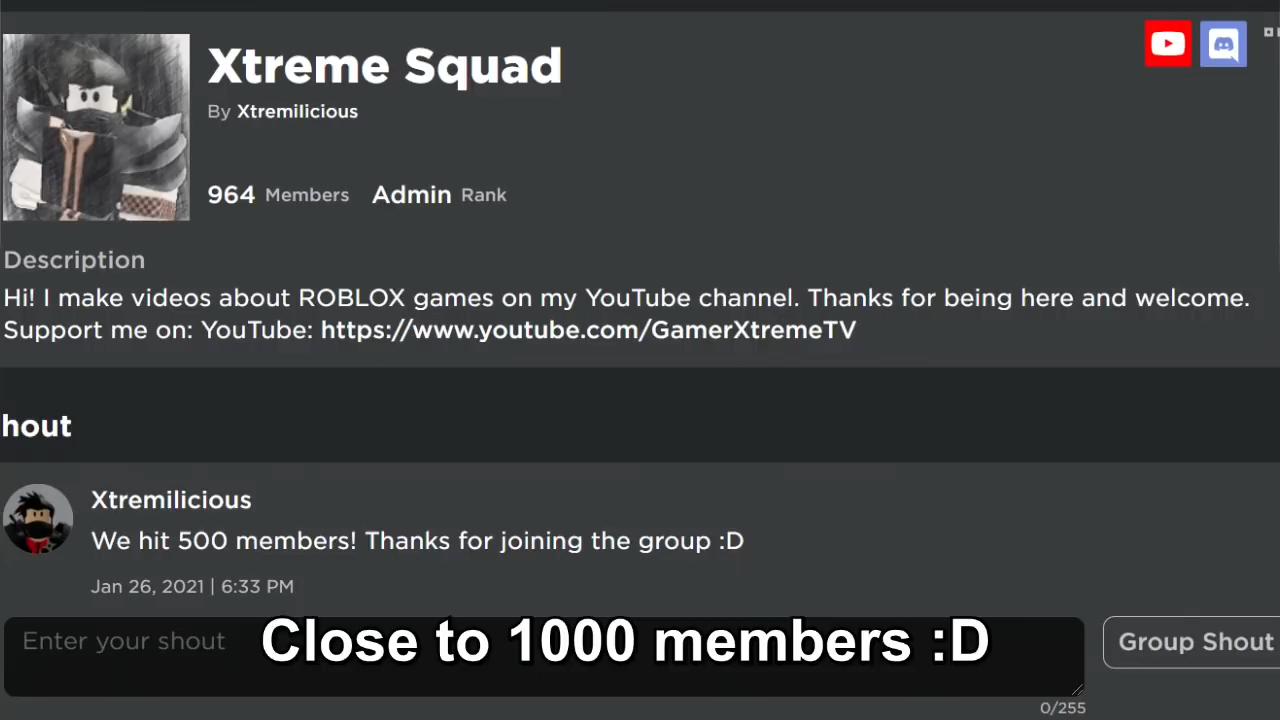 Xtreme Squad
By Xtremilicious
964 Members Admin Rank
Description
Hi! I make videos about ROBLOX games on my YouTube channel. Thanks for being here and welcome.
Support me on: YouTube: https://www.youtube.com/GamerXtremeTV
hout
Xtremilicious
We hit 500 members! Thanks for joining the group :D
Jan 26, 2021 | 6:33 PM
Enter your shout
Close to 1000 members :D
Group Shout
0/255